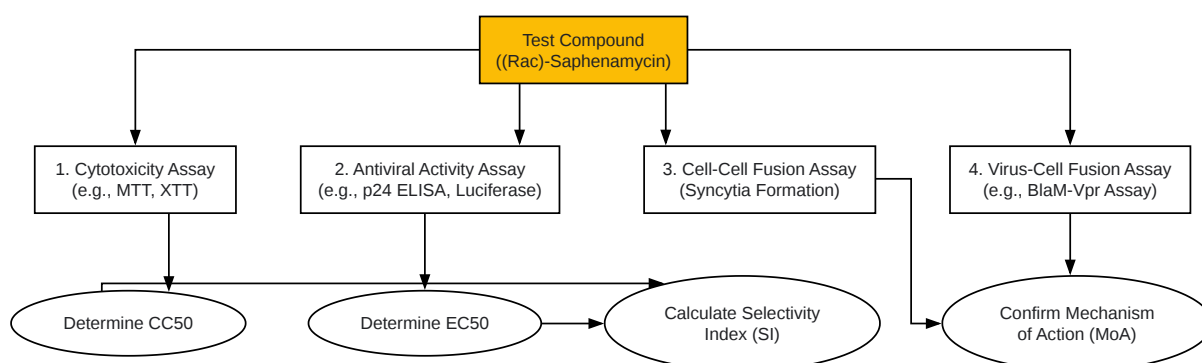 Test Compound
((Rac)-Saphenamycin)
1. Cytotoxicity Assay
(e.g., MTT, XTT)
2. Antiviral Activity Assay
(e.g., p24 ELISA, Luciferase)
3. Cell-Cell Fusion Assay
(Syncytia Formation)
4. Virus-Cell Fusion Assay
(e.g., BlaM-Vpr Assay)
Determine CC50
Determine EC50
Calculate Selectivity
Index (SI)
Confirm Mechanism
of Action (MoA)